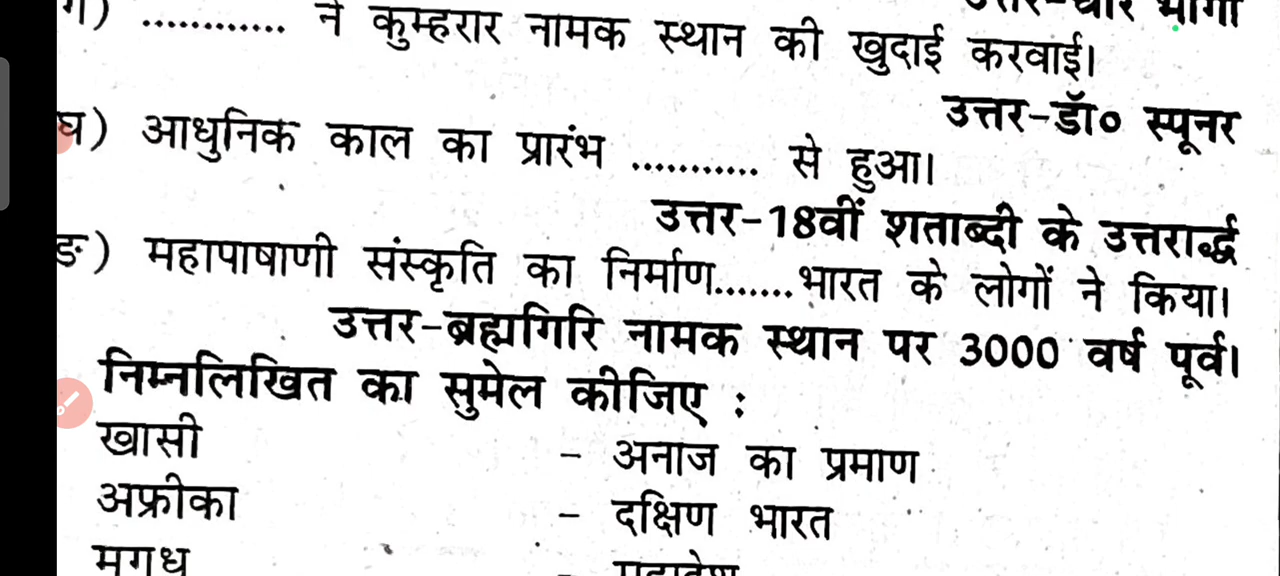 ग) ............ ने कुम्हरार नामक स्थान की खुदाई करवाई।
उत्तर-डॉ० स्पूनर
घ) आधुनिक काल का प्रारंभ ............ से हुआ।
उत्तर-18वीं शताब्दी के उत्तरार्द्ध
ङ) महापाषाणी संस्कृति का निर्माण.......भारत के लोगों ने किया।
उत्तर-ब्रह्मगिरि नामक स्थान पर 3000 वर्ष पूर्व।
निम्नलिखित का सुमेल कीजिए :
खासी - अनाज का प्रमाण
अफ्रीका - दक्षिण भारत
मगध -